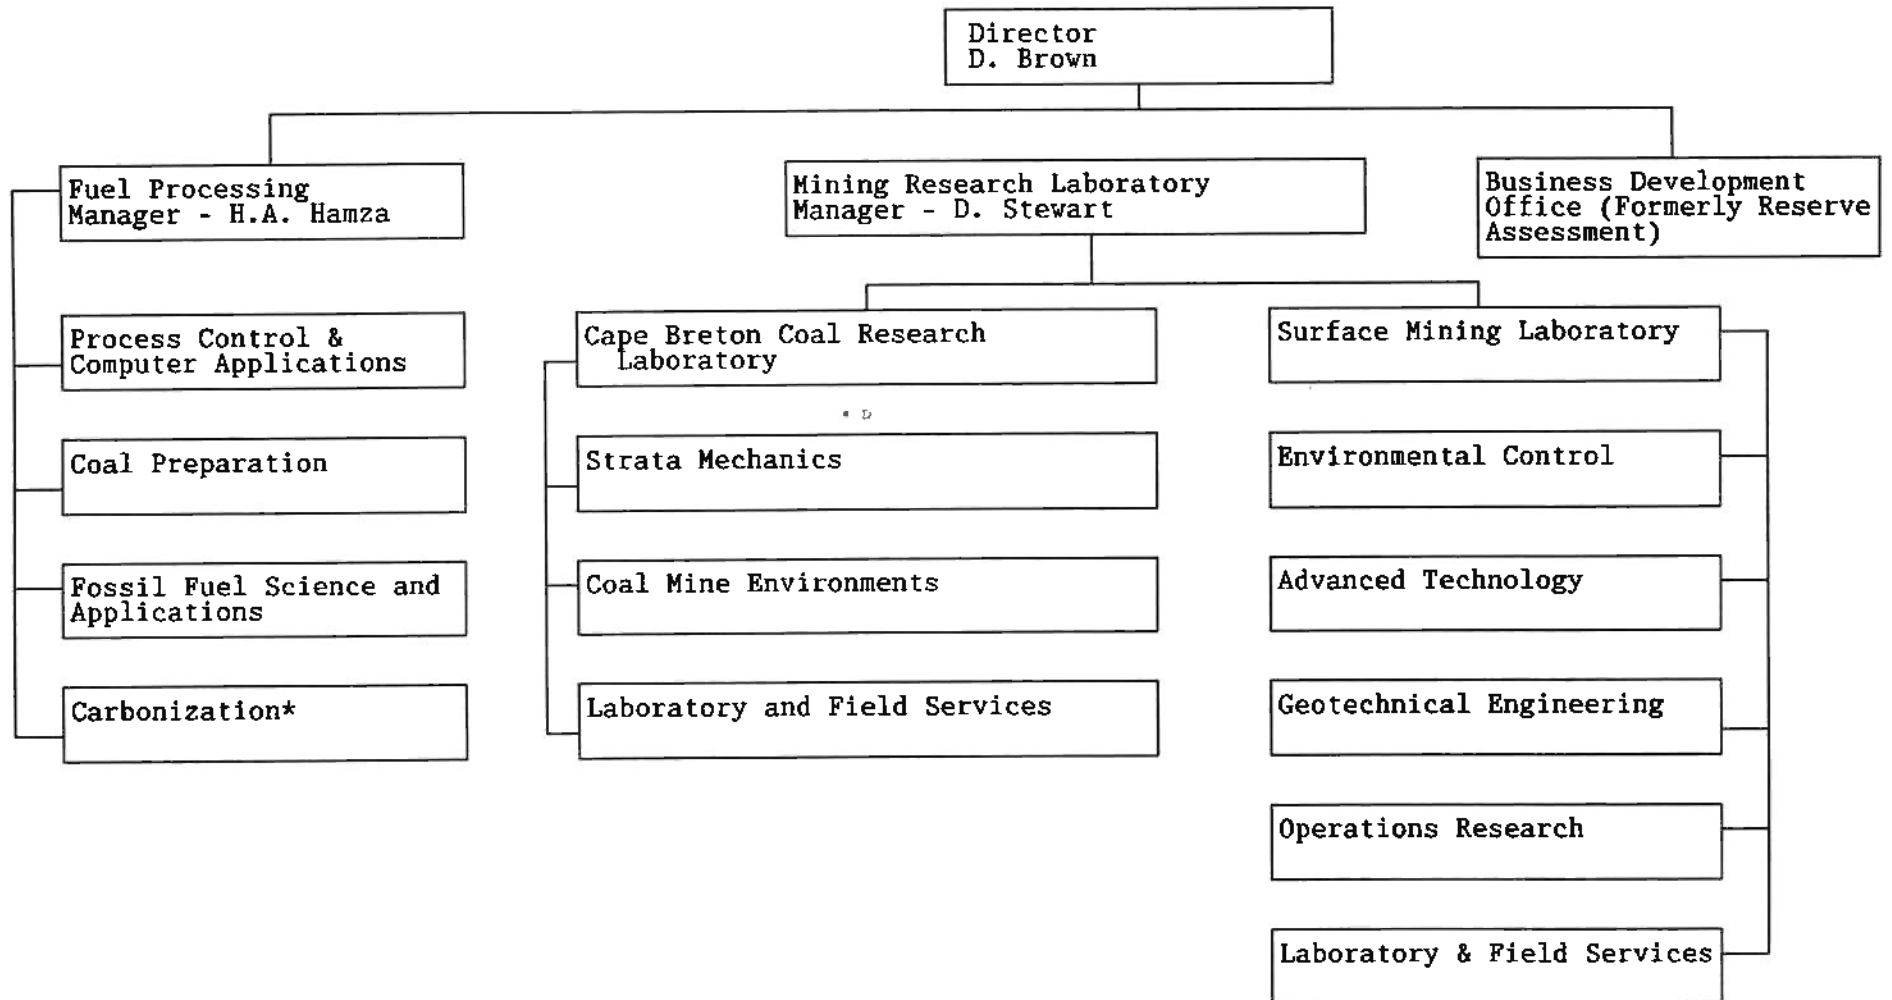 Director
D. Brown
Fuel Processing
Manager - H.A. Hamza
Mining Research Laboratory
Manager - D. Stewart
Business Development
Office (Formerly Reserve
Assessment)
Process Control &
Computer Applications
Coal Preparation
Fossil Fuel Science and
Applications
Carbonization*
Cape Breton Coal Research
Laboratory
Strata Mechanics
Coal Mine Environments
Laboratory and Field Services
Surface Mining Laboratory
Environmental Control
Advanced Technology
Geotechnical Engineering
Operations Research
Laboratory & Field Services